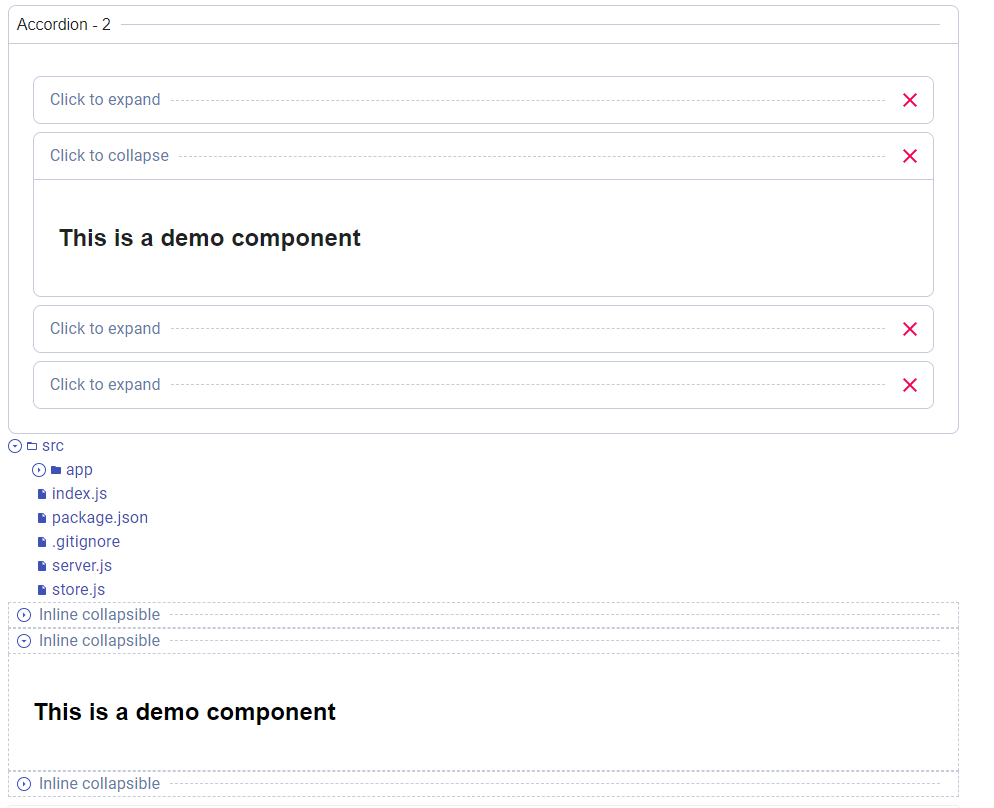 Accordion - 2
Click to expand
Click to collapse
This is a demo component
Click to expand
Click to expand
src
app
index.js
package.json
.gitignore
server.js
store.js
Inline collapsible
Inline collapsible
This is a demo component
Inline collapsible